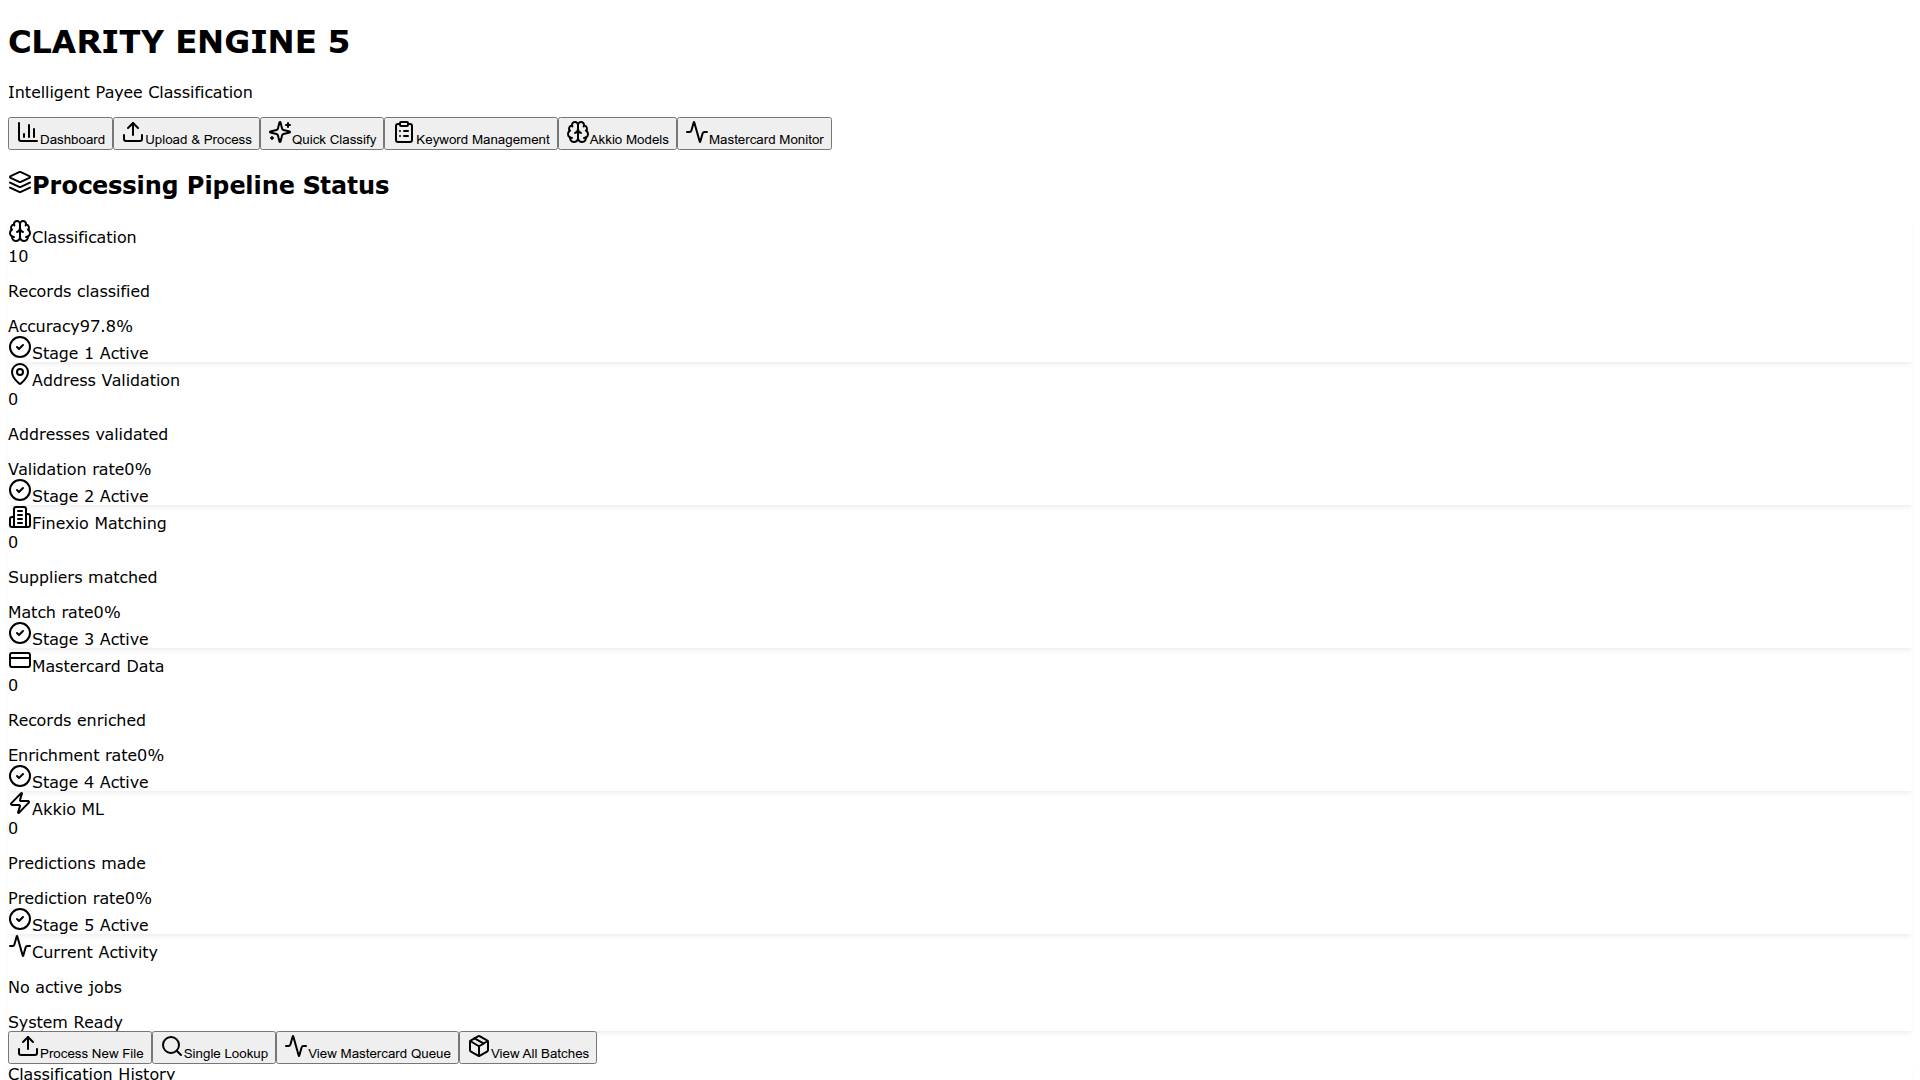 CLARITY ENGINE 5
Intelligent Payee Classification
Dashboard Upload & Process Quick Classify Keyword Management Akkio Models Mastercard Monitor
Processing Pipeline Status
Classification
10
Records classified
Accuracy97.8%
Stage 1 Active
Address Validation
0
Addresses validated
Validation rate0%
Stage 2 Active
Finexio Matching
0
Suppliers matched
Match rate0%
Stage 3 Active
Mastercard Data
0
Records enriched
Enrichment rate0%
Stage 4 Active
Akkio ML
0
Predictions made
Prediction rate0%
Stage 5 Active
Current Activity
No active jobs
System Ready
Process New File Single Lookup View Mastercard Queue View All Batches
Classification History